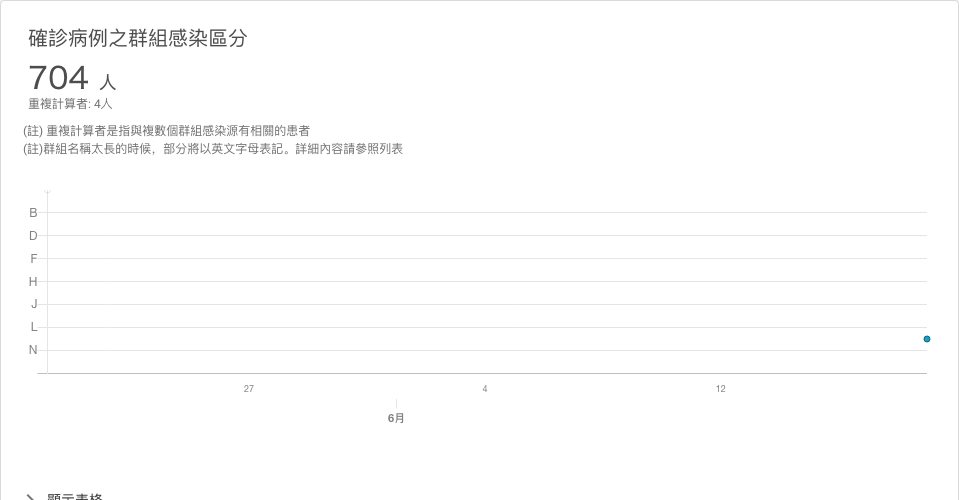 確診病例之群組感染區分
704 人
重複計算者: 4人
(註) 重複計算者是指與複數個群組感染源有相關的患者
(註)群組名稱太長的時候，部分將以英文字母表記。詳細內容請參照列表
B
D
F
H
J
L
N
27 4 12
6月
顯示表格